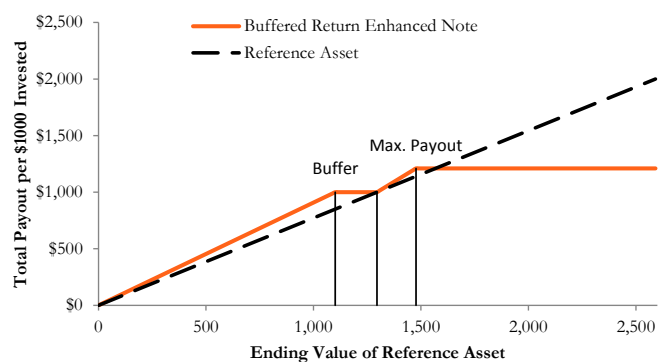 $2,500
Buffered Return Enhanced Note
Reference Asset
$2,000
$1,500
Max. Payout
Buffer
$1,000
$500
$0
Total Payout per $1000 Invested
0
500
1,000
1,500
2,000
2,500
Ending Value of Reference Asset